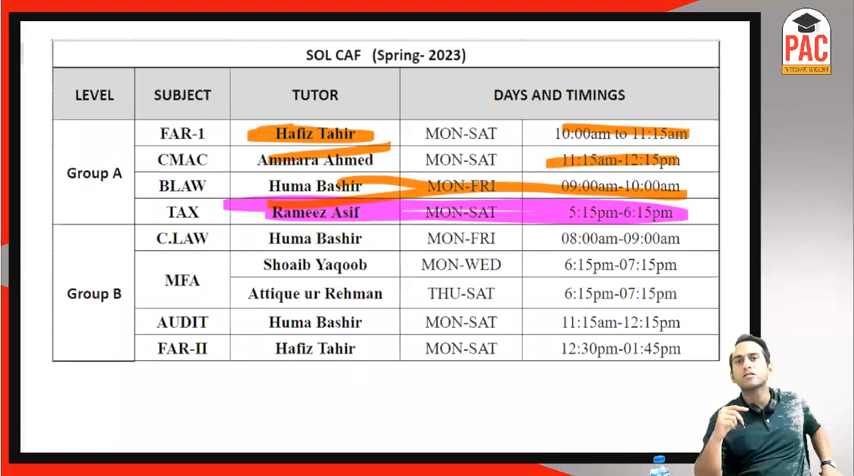 PAC
SOL CAF (Spring- 2023)
LEVEL SUBJECT TUTOR DAYS AND TIMINGS
Group A
FAR-1 Hafiz Tahir MON-SAT 10:00am to 11:15am
CMAC Ammara Ahmed MON-SAT 11:15am-12:15pm
BLAW Huma Bashir MON-FRI 09:00am-10:00am
TAX Rameez Asif MON-SAT 5:15pm-6:15pm
Group B
C.LAW Huma Bashir MON-FRI 08:00am-09:00am
MFA Shoaib Yaqoob MON-WED 6:15pm-07:15pm
Attique ur Rehman THU-SAT 6:15pm-07:15pm
AUDIT Huma Bashir MON-SAT 11:15am-12:15pm
FAR-II Hafiz Tahir MON-SAT 12:30pm-01:45pm